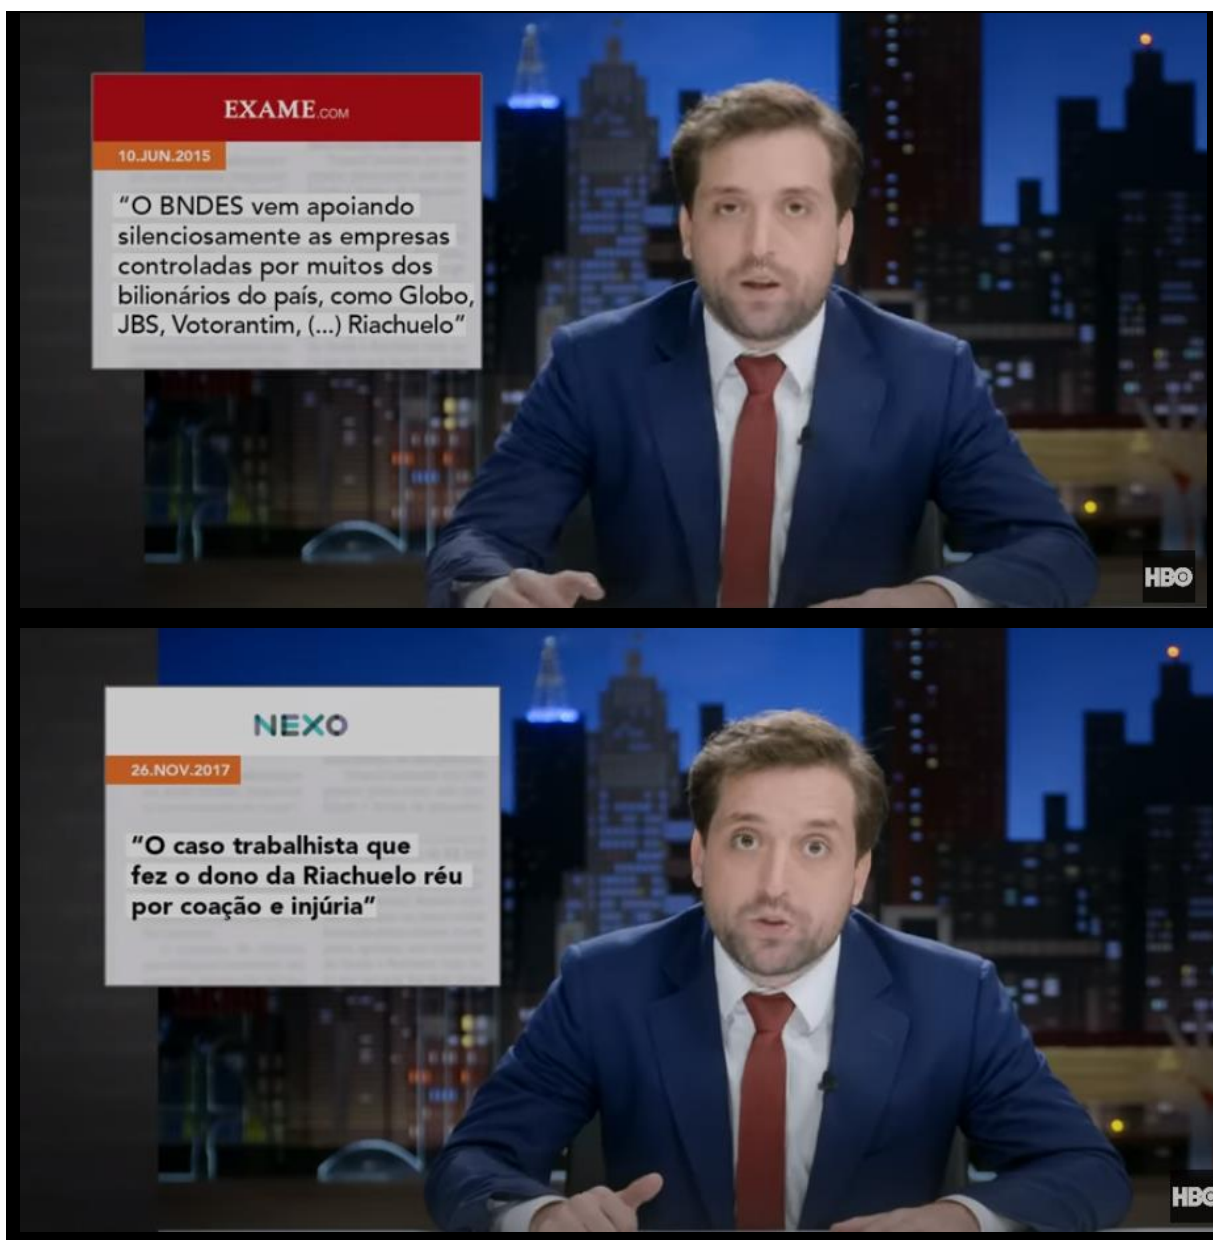 EXAME.COM
10.JUN.2015
“O BNDES vem apoiando
silenciosamente as empresas
controladas por muitos dos
bilionários do país, como Globo,
JBS, Votorantim, (...) Riachuelo”
HBO
NEXO
26.NOV.2017
“O caso trabalhista que
fez o dono da Riachuelo réu
por coação e injúria”
HBO